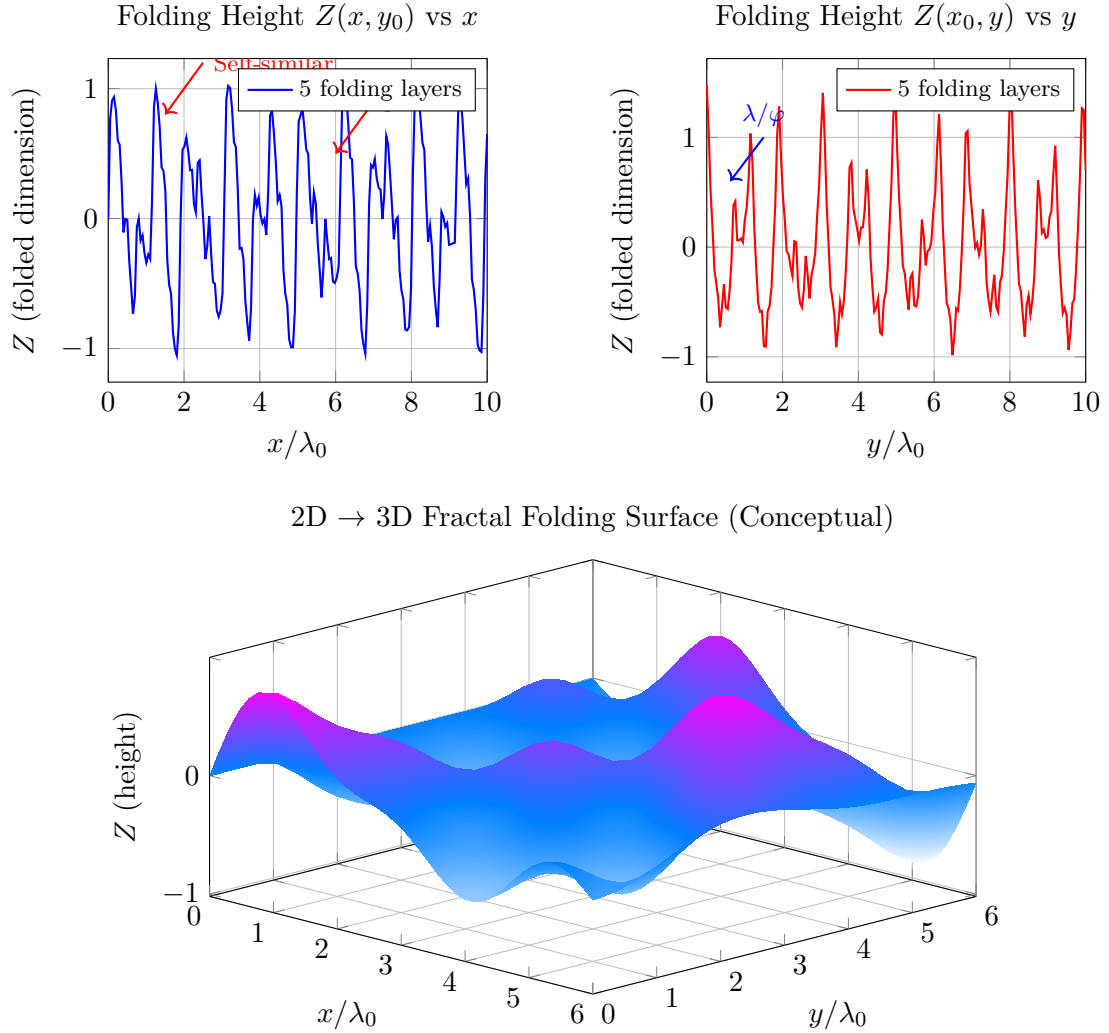 Folding Height Z(x, y₀) vs x
Self-similar
5 folding layers
Z (folded dimension)
1
0
−1
0 2 4 6 8 10
x/λ₀
Folding Height Z(x₀, y) vs y
5 folding layers
λ/φ
Z (folded dimension)
1
0
−1
0 2 4 6 8 10
y/λ₀
2D → 3D Fractal Folding Surface (Conceptual)
Z (height)
0
−1
0 1 2 3 4 5 6
x/λ₀
0 1 2 3 4 5 6
y/λ₀